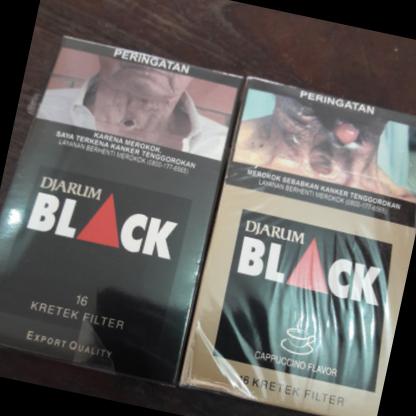 PERINGATAN
KARENA MEROKOK,
SAYA TERKENA KANKER TENGGOROKAN
LAYANAN BERHENTI MEROKOK (0800-177-6565)
DJARUM
BLACK
16
KRETEK FILTER
EXPORT QUALITY
PERINGATAN
MEROKOK SEBABKAN KANKER TENGGOROKAN
LAYANAN BERHENTI MEROKOK (0800-177-6565)
DJARUM
BLACK
CAPPUCCINO FLAVOR
16 KRETEK FILTER